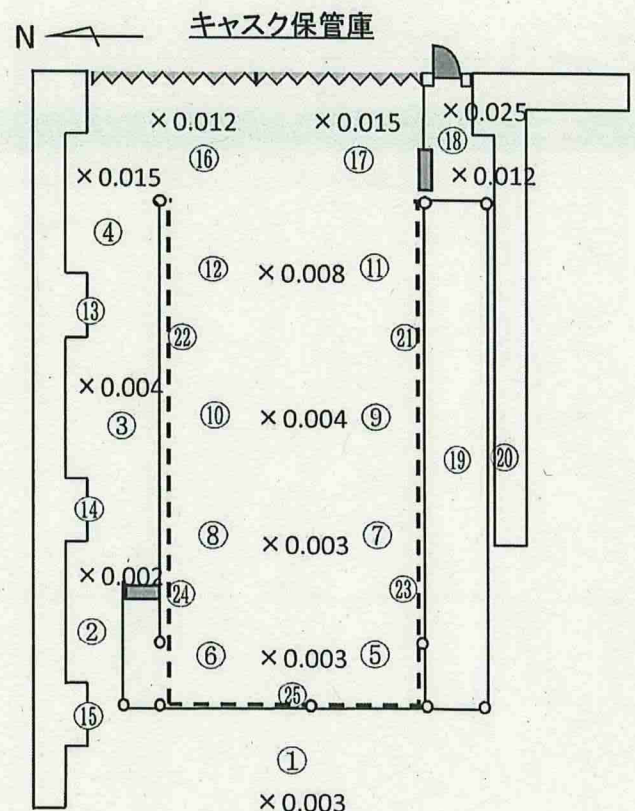 キャスク保管庫
N
× 0.012 × 0.015 × 0.025
⑯ ⑰ ⑱
× 0.015 × 0.012
④
⑫ × 0.008 ⑪
⑬
㉒ ㉑
× 0.004
③ ⑩ × 0.004 ⑨
⑲ ⑳
⑭
⑧ × 0.003 ⑦
× 0.002
㉔ ㉓
②
⑥ × 0.003 ⑤
㉕
⑮
①
× 0.003